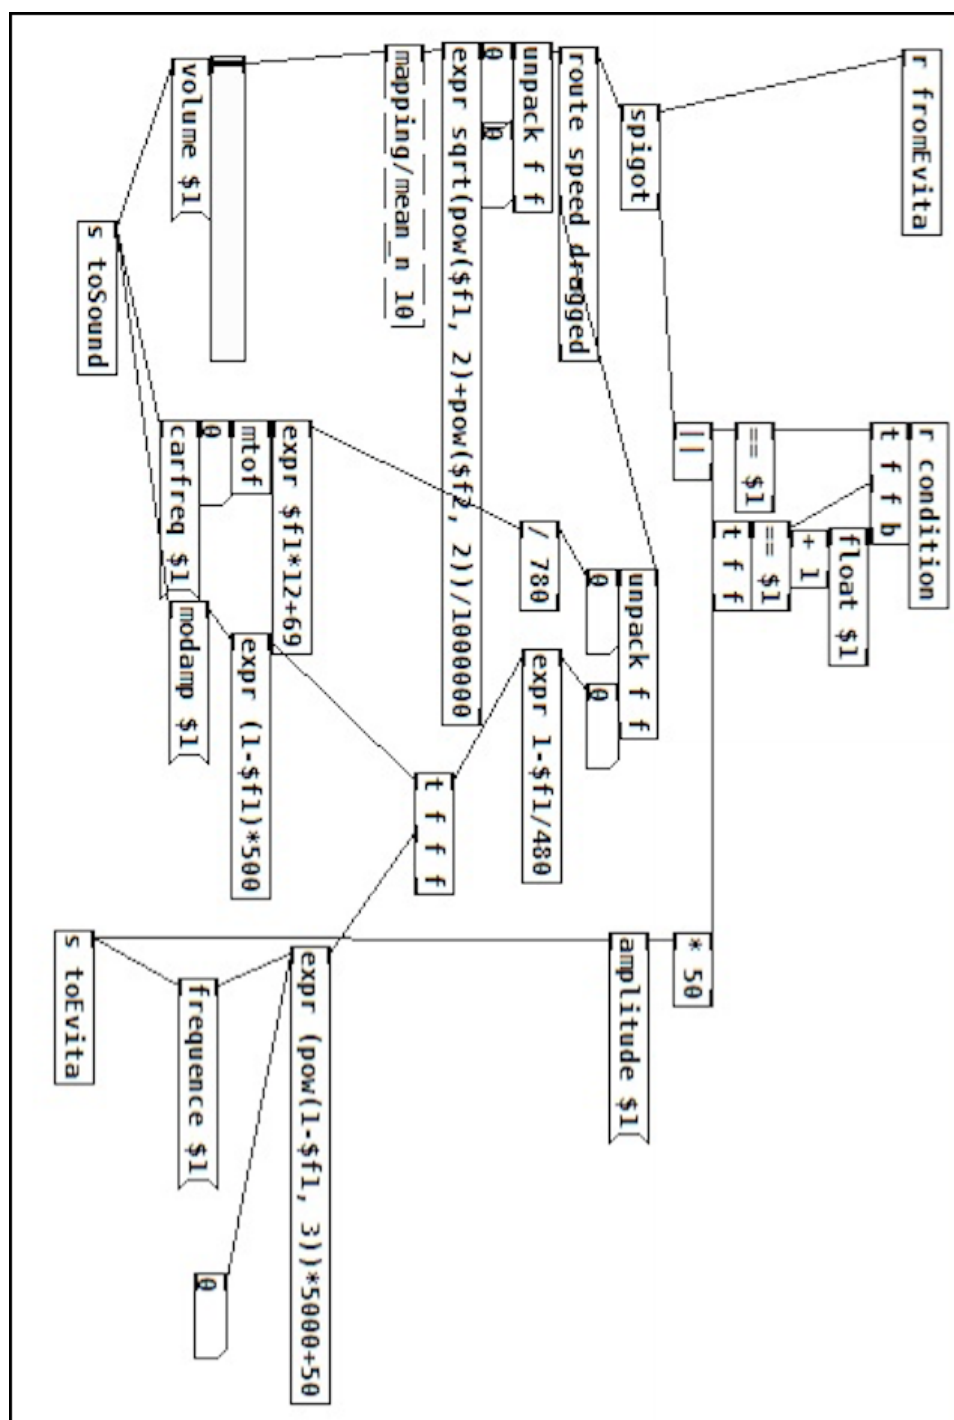 r fromEvita
r condition
t f f b
float $1
+ 1
== $1
== $1
t f f
||
* 50
spigot
unpack f f
amplitude $1
0
0
route speed dragged
/ 780
expr 1-$f1/480
unpack f f
0
0
expr sqrt(pow($f1, 2)+pow($f2, 2))/1000000
t f f f
mapping/mean_n 10
expr (pow(1-$f1, 3))*5000+50
expr $f1*12+69
mtof
expr (1-$f1)*500
0
0
volume $1
carfreq $1
modamp $1
frequence $1
s toSound
s toEvita